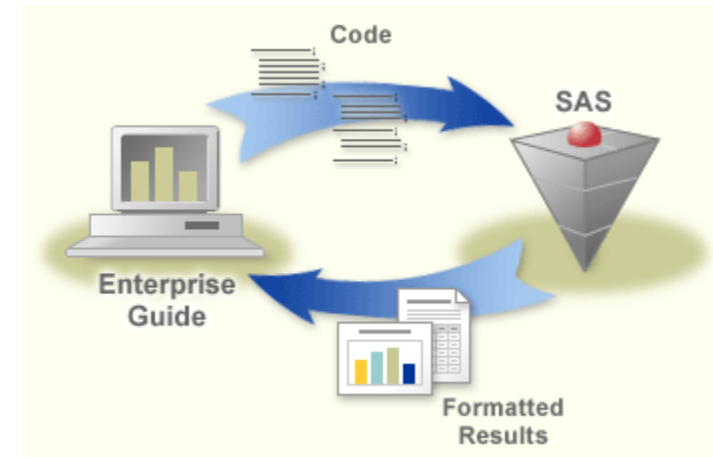 Code
SAS
Enterprise
Guide
Formatted
Results